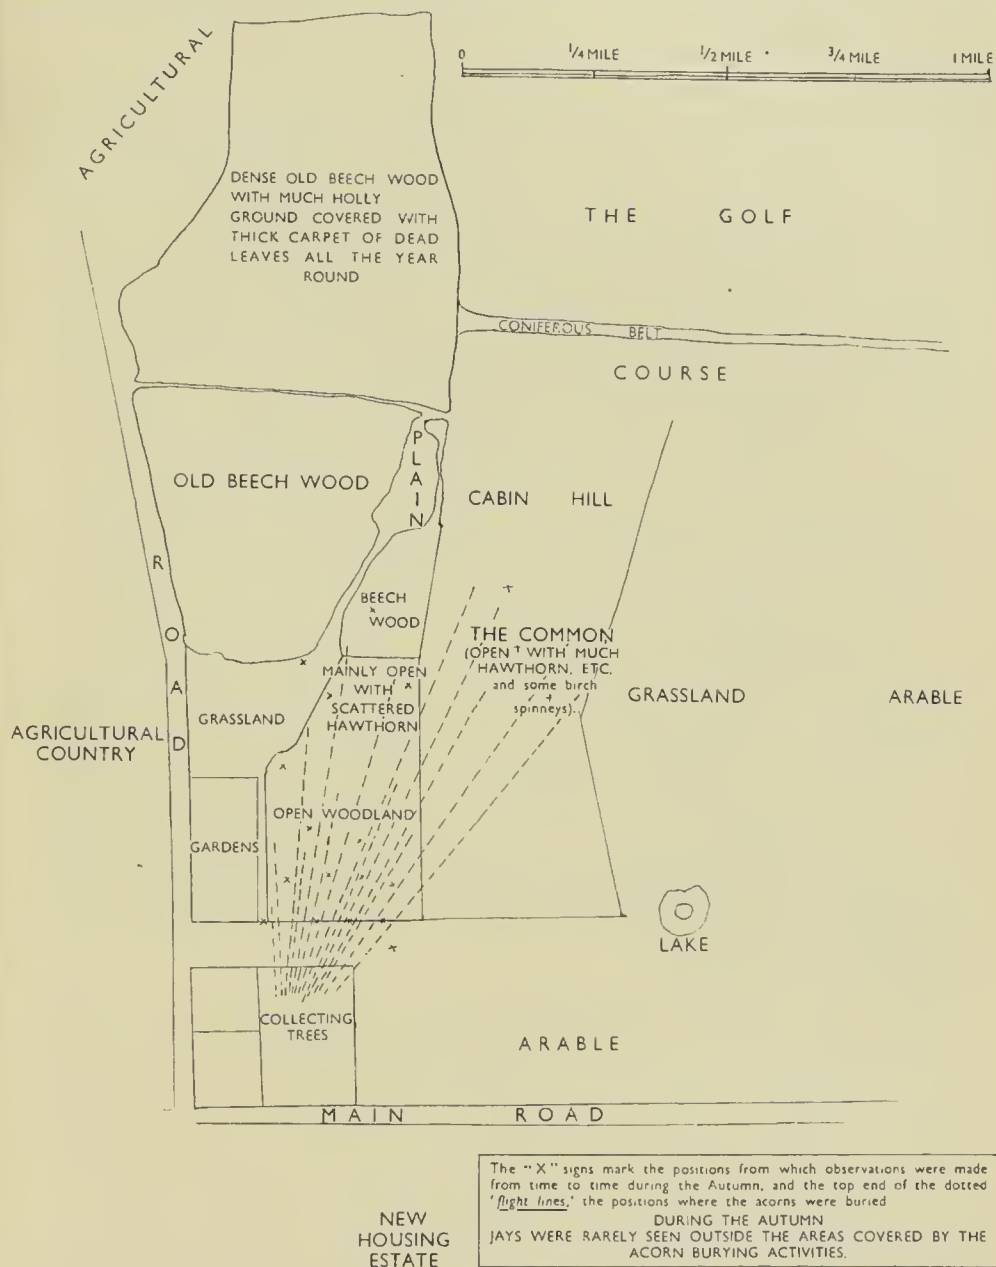 AGRICULTURAL
0 1/4 MILE 1/2 MILE 3/4 MILE 1 MILE
DENSE OLD BEECH WOOD
WITH MUCH HOLLY
GROUND COVERED WITH
THICK CARPET OF DEAD
LEAVES ALL THE YEAR
ROUND
THE GOLF
CONIFEROUS BELT
COURSE
PLAIN
OLD BEECH WOOD
CABIN HILL
ROAD
BEECH
WOOD
THE COMMON
(OPEN WITH MUCH
HAWTHORN, ETC.
and some birch
spinneys).
MAINLY OPEN
WITH
SCATTERED
HAWTHORN
GRASSLAND
GRASSLAND
ARABLE
AGRICULTURAL
COUNTRY
OPEN WOODLAND
GARDENS
LAKE
COLLECTING
TREES
ARABLE
MAIN ROAD
NEW
HOUSING
ESTATE
The "X" signs mark the positions from which observations were made
from time to time during the Autumn, and the top end of the dotted
'flight lines,' the positions where the acorns were buried
DURING THE AUTUMN
JAYS WERE RARELY SEEN OUTSIDE THE AREAS COVERED BY THE
ACORN BURYING ACTIVITIES.